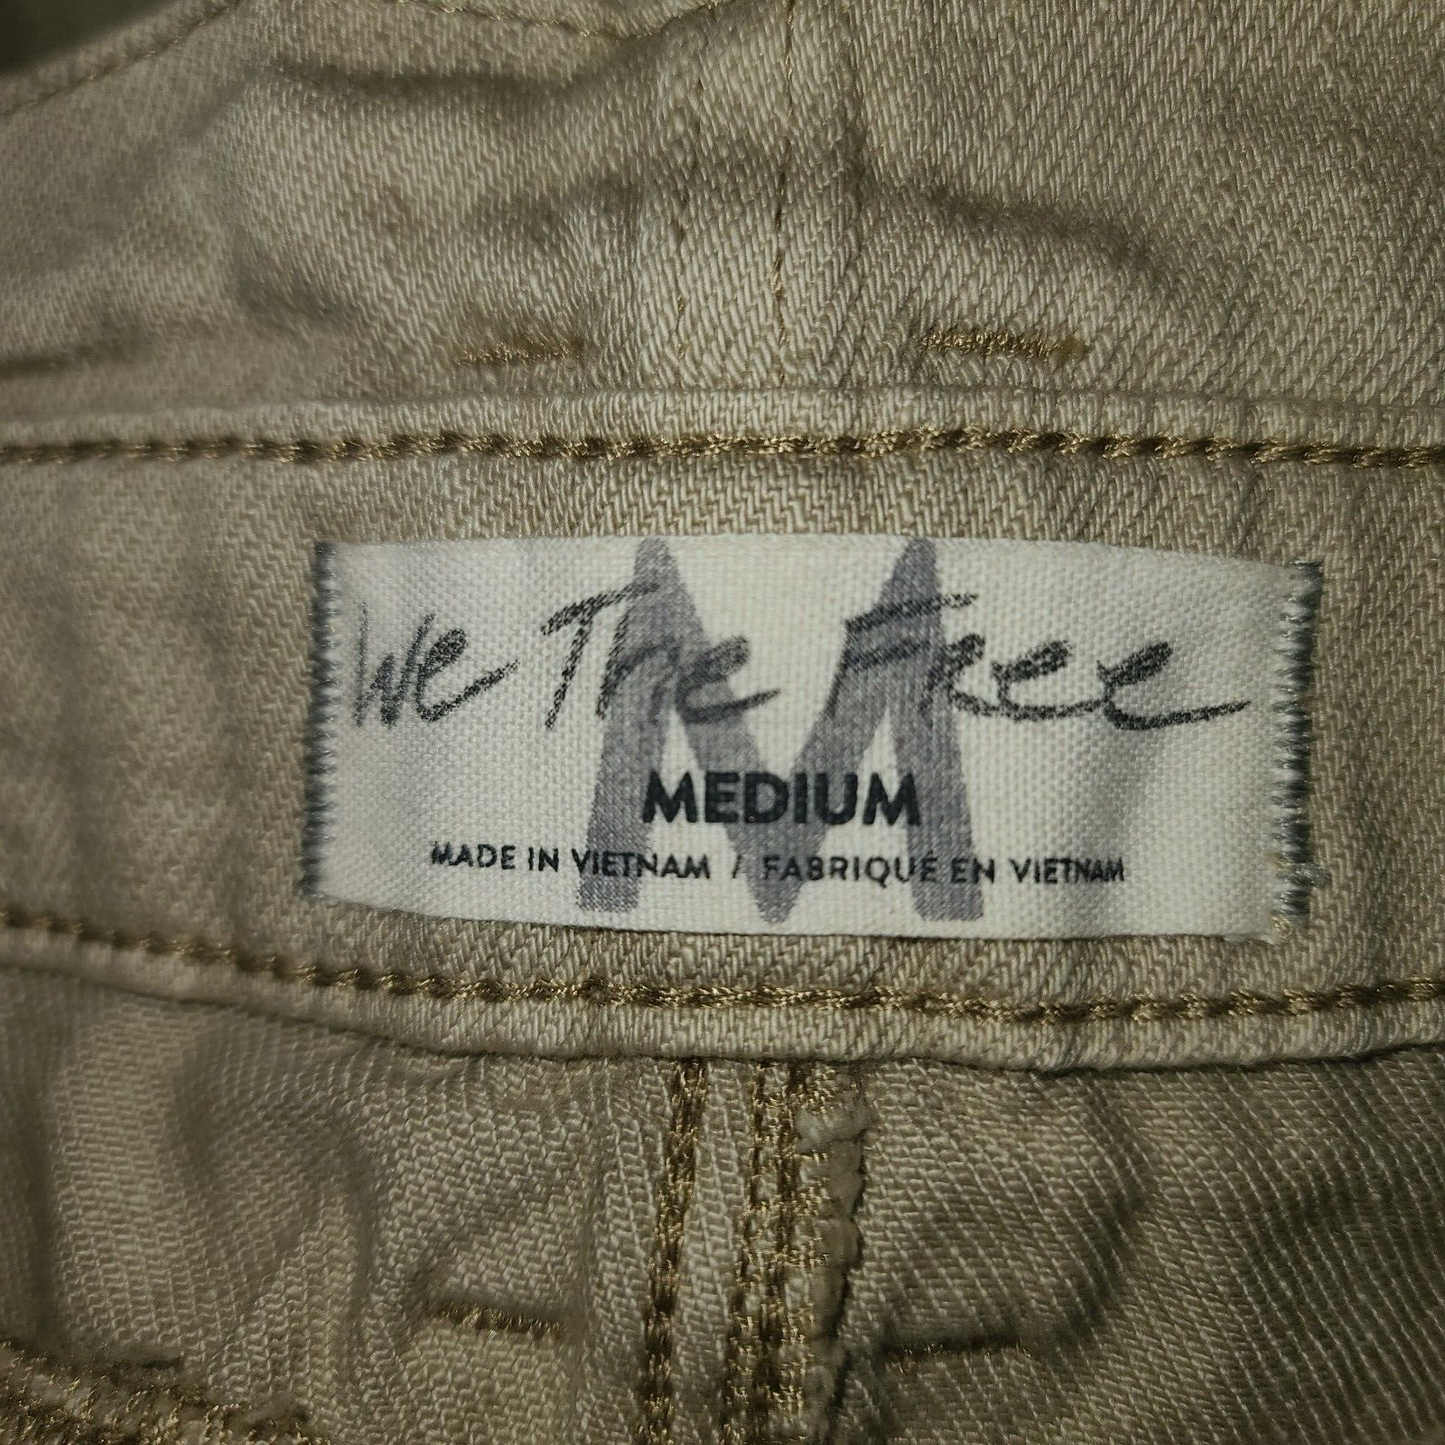 We The Free
M
MEDIUM
MADE IN VIETNAM / FABRIQUÉ EN VIETNAM